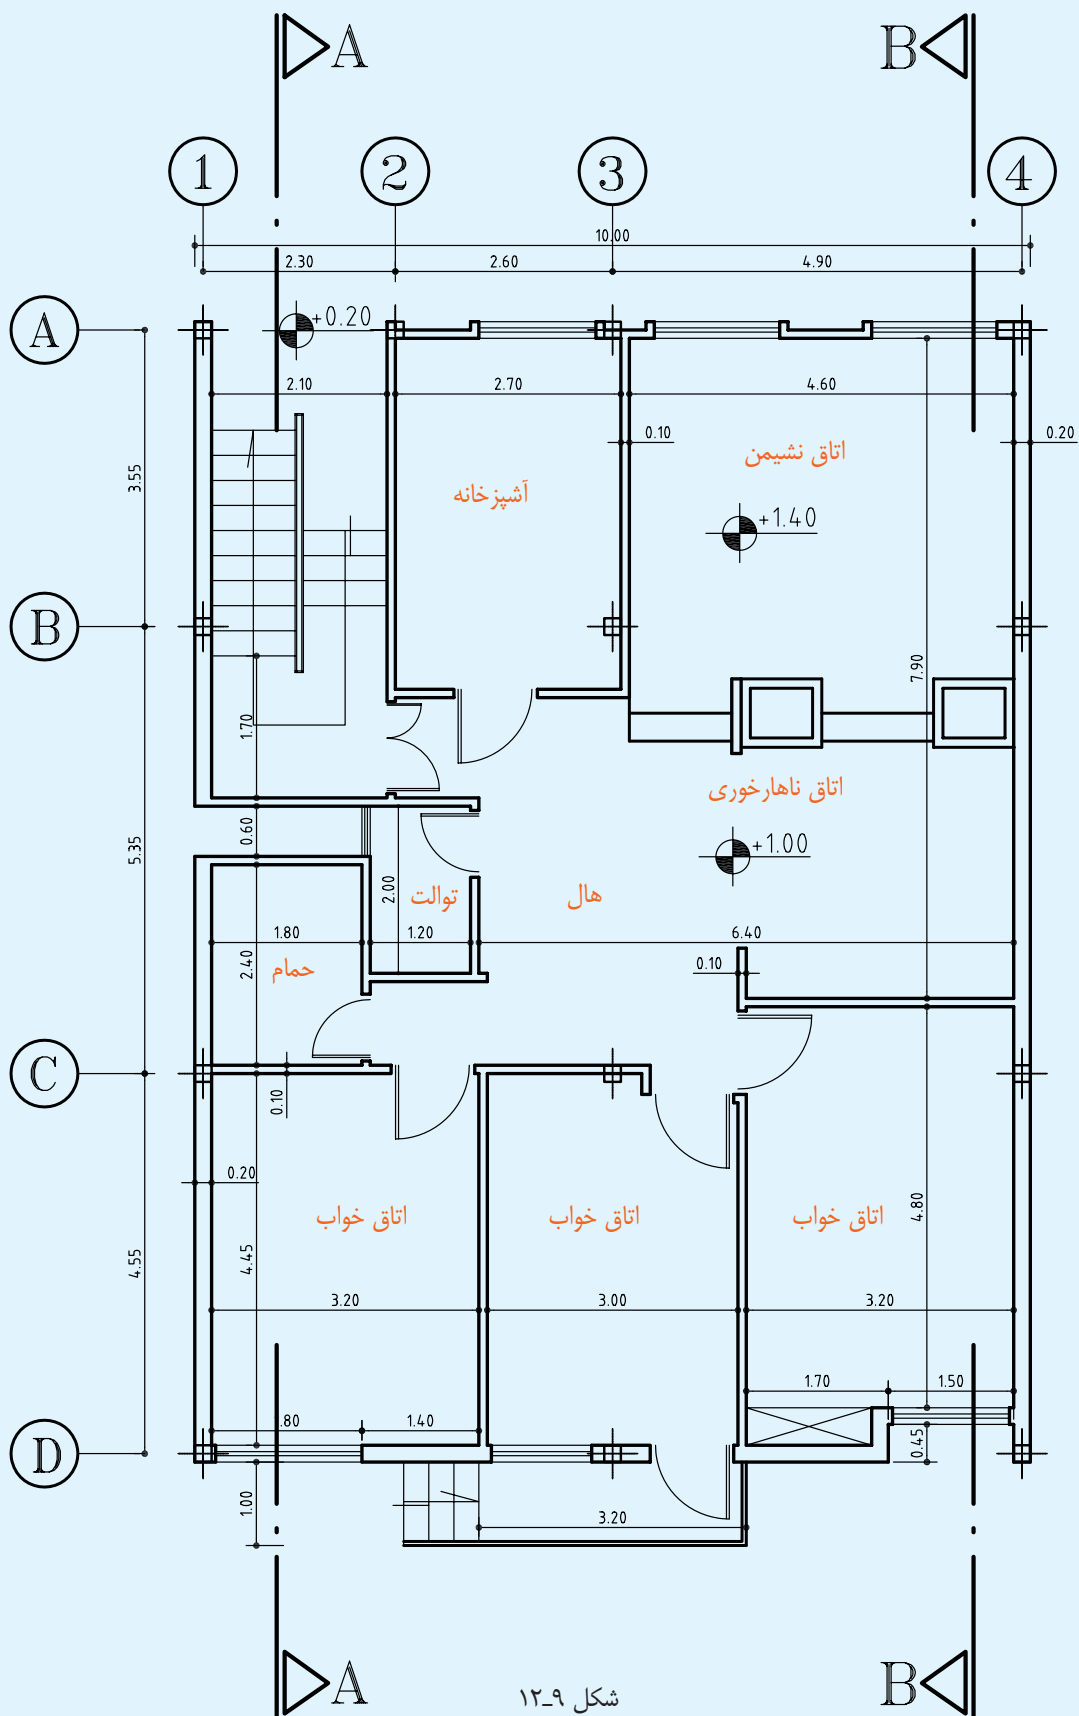 A B
1 2 3 4
10.00
2.30 2.60 4.90
A
+0.20
2.10 2.70 4.60
0.10 0.20
اتاق نشیمن
3.55
آشپزخانه
+1.40
B
7.90
1.70
اتاق ناهارخوری
0.60
+1.00
5.35
2.00
توالت
هال
1.80 1.20 6.40
2.40
حمام
0.10
C
0.10
0.20
4.80
اتاق خواب اتاق خواب اتاق خواب
4.55
4.45
3.20 3.00 3.20
1.70 1.50
.80 1.40
D
0.45
1.00
3.20
A B
شکل ۹ـ۱۲